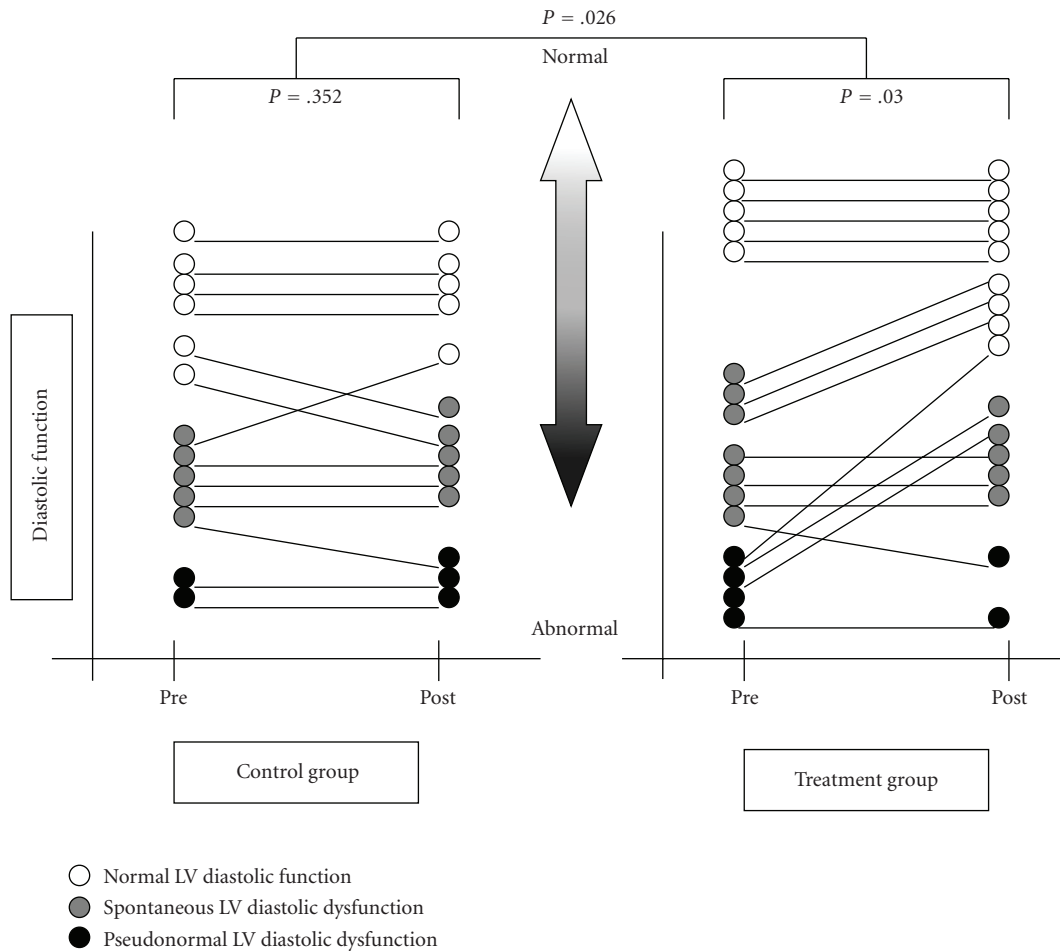 P = .026
Normal
P = .352
P = .03
Diastolic function
Abnormal
Pre
Post
Pre
Post
Control group
Treatment group
Normal LV diastolic function
Spontaneous LV diastolic dysfunction
Pseudonormal LV diastolic dysfunction